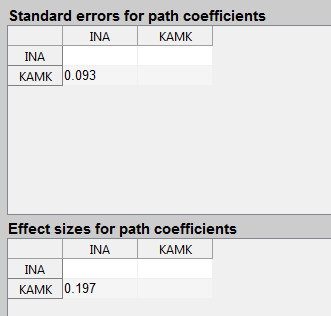 Standard errors for path coefficients
INA KAMK
INA
KAMK 0.093
Effect sizes for path coefficients
INA KAMK
INA
KAMK 0.197